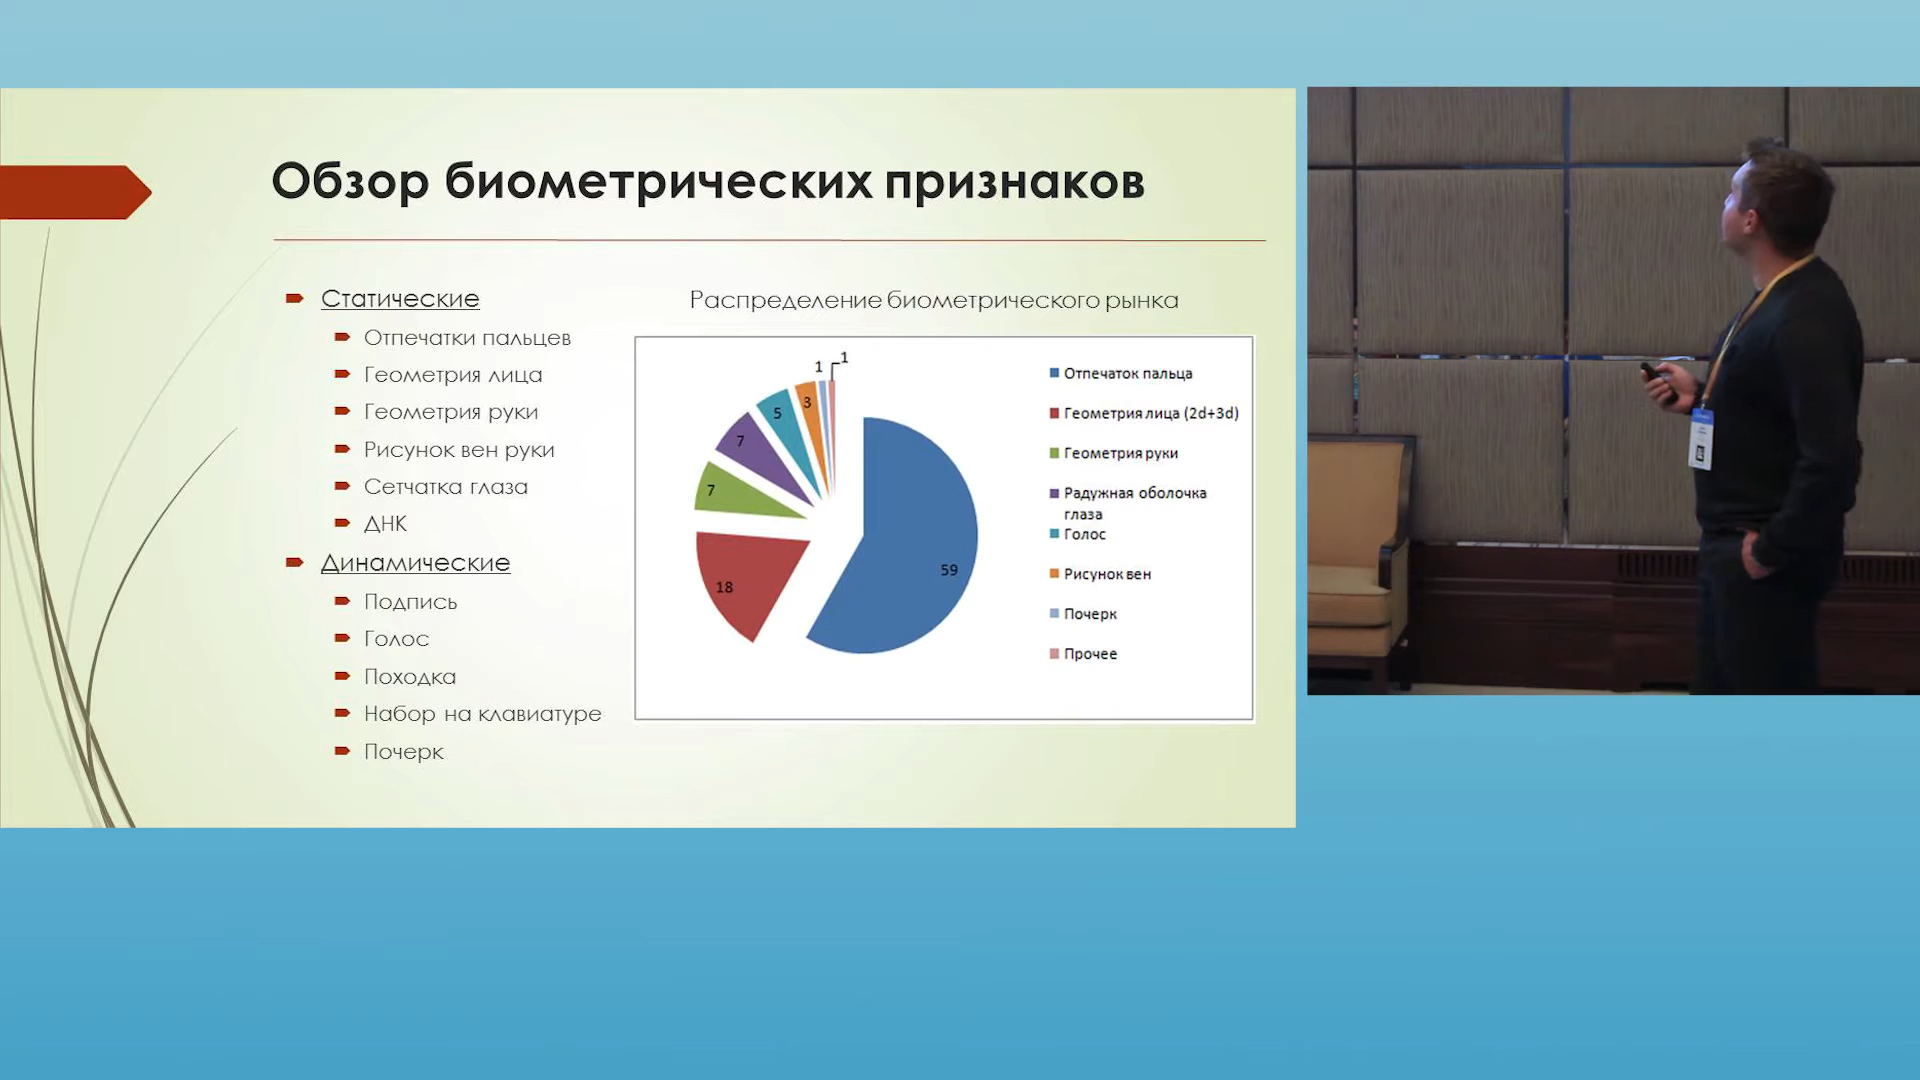 Обзор биометрических признаков
Статические
Отпечатки пальцев
Геометрия лица
Геометрия руки
Рисунок вен руки
Сетчатка глаза
ДНК
Динамические
Подпись
Голос
Походка
Набор на клавиатуре
Почерк
Распределение биометрического рынка
59
18
7
7
5
3
1
1
Отпечаток пальца
Геометрия лица (2d+3d)
Геометрия руки
Радужная оболочка
глаза
Голос
Рисунок вен
Почерк
Прочее